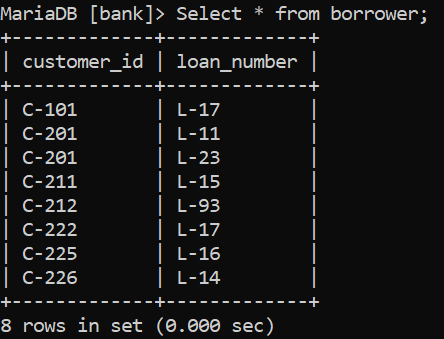 MariaDB [bank]> Select * from borrower;
+-------------+-------------+
| customer_id | loan_number |
+-------------+-------------+
| C-101       | L-17        |
| C-201       | L-11        |
| C-201       | L-23        |
| C-211       | L-15        |
| C-212       | L-93        |
| C-222       | L-17        |
| C-225       | L-16        |
| C-226       | L-14        |
+-------------+-------------+
8 rows in set (0.000 sec)